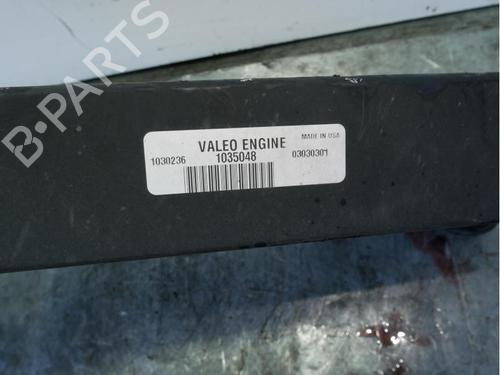 B-PARTS
VALEO ENGINE MADE IN USA
1030236 1035048 03030301